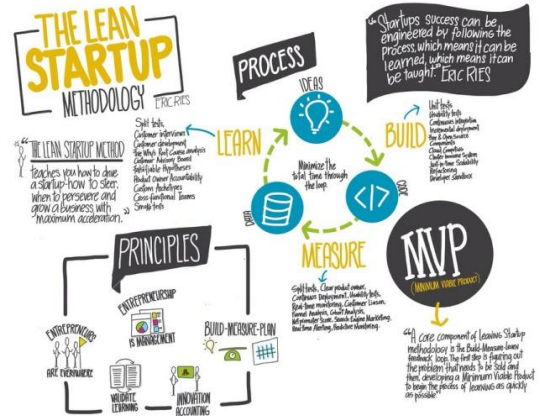 THE LEAN
STARTUP
METHODOLOGY
ERIC RIES
"THE LEAN STARTUP METHOD
teaches you how to drive
a startup-how to steer,
when to persevere and
grow a business with
maximum acceleration."
PROCESS
"Startups success can be
engineered by following the
process, which means it can be
learned, which means it can
be taught." ERIC RIES
IDEAS
LEARN
Split tests
Customer interviews
Customer development
Five Whys Root Cause analysis
Customer Advisory Board
Falsifiable Hypotheses
Product Owner Accountability
Customer Archetypes
Cross-functional Teams
Smoke tests
BUILD
Unit tests
Usability tests
Continuous Integration
Incremental deployment
Free & Open Source
Components
Cloud Computing
Cluster Immune System
Just-in-time Scalability
Refactoring
Developer Sandbox
Minimize the
total time through
the loop.
</>
CODE
DATA
MEASURE
Split tests, Clear product owner,
Continuous Deployment, Usability tests,
Real-time monitoring, Customer Liaison,
Funnel Analysis, Cohort Analysis,
Net Promoter Score, Search Engine Marketing,
Real time Alerting, Predictive Monitoring
MVP
(MINIMUM VIABLE PRODUCT)
"A core component of Leaving Startup
methodology is the Build-Measure-learn
feedback loop. The first step is figuring out
the problem that needs to be sold and
then, developing a Minimum Viable Product
to begin the process of learning as quickly
as possible"
PRINCIPLES
ENTREPRENEURSHIP
IS MANAGEMENT
ENTREPRENEURS
ARE EVERYWHERE
BUILD-MEASURE-PLAN
VALIDATE
LEARNING
INNOVATION
ACCOUNTING